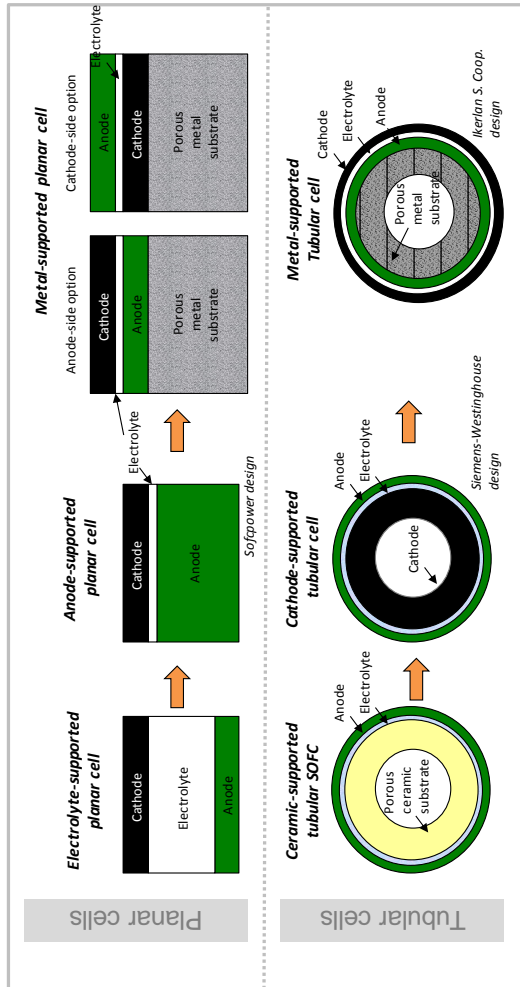 Planar cells
Electrolyte-supported
planar cell
Cathode
Electrolyte
Anode
Anode-supported
planar cell
Cathode
Anode
Electrolyte
Sofcpower design
Metal-supported planar cell
Anode-side option
Cathode
Anode
Porous
metal
substrate
Cathode-side option
Anode
Electrolyte
Cathode
Porous
metal
substrate
Tubular cells
Ceramic-supported
tubular SOFC
Anode
Electrolyte
Porous
ceramic
substrate
Cathode-supported
tubular cell
Anode
Electrolyte
Cathode
Siemens-Westinghouse
design
Metal-supported
Tubular cell
Cathode
Electrolyte
Anode
Porous
metal
substrate
Ikerlan S. Coop.
design